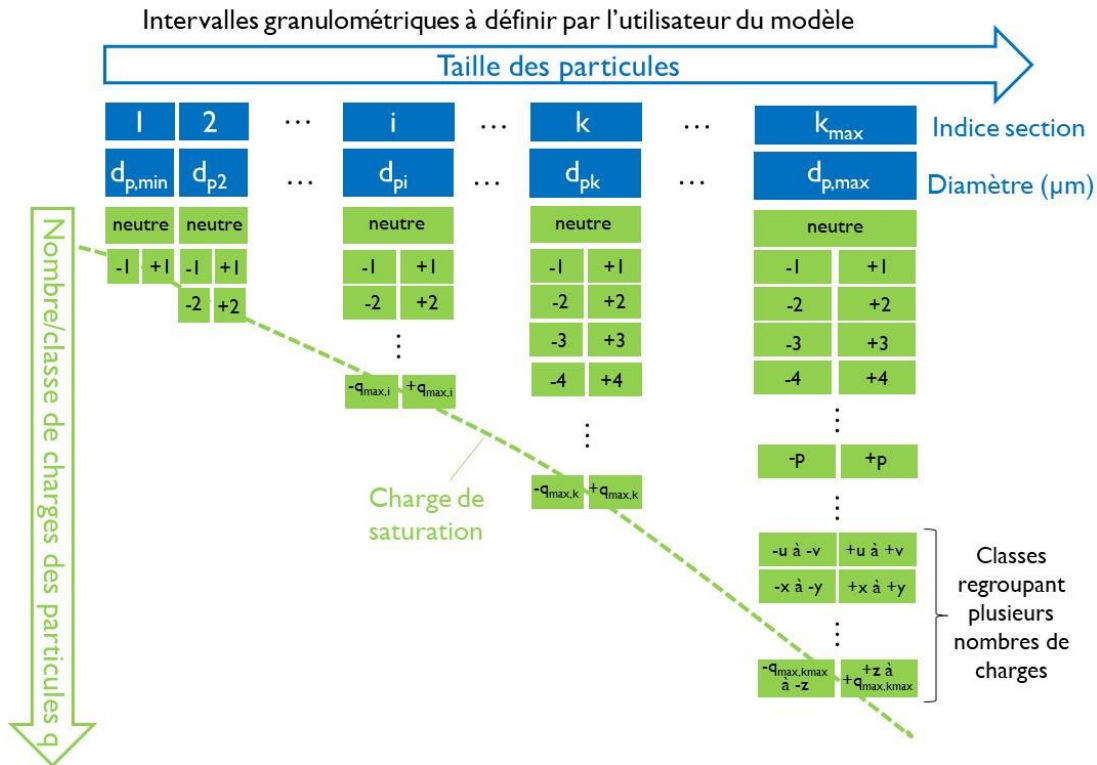 Intervalles granulométriques à définir par l'utilisateur du modèle
Taille des particules
1 2 ... i ... k ... kmax Indice section
dp,min dp2 ... dpi ... dpk ... dp,max Diamètre (µm)
Nombre/classe de charges des particules q
neutre neutre neutre neutre neutre
-1 +1 -1 +1 -1 +1 -1 +1 -1 +1
-2 +2 -2 +2 -2 +2 -2 +2
-3 +3 -3 +3
-qmax,i +qmax,i -4 +4 -4 +4
-p +p
-qmax,k +qmax,k
Charge de
saturation
-u à -v +u à +v
-x à -y +x à +y
Classes
regroupant
plusieurs
nombres de
charges
-qmax,kmax
à -z
+z à
+qmax,kmax